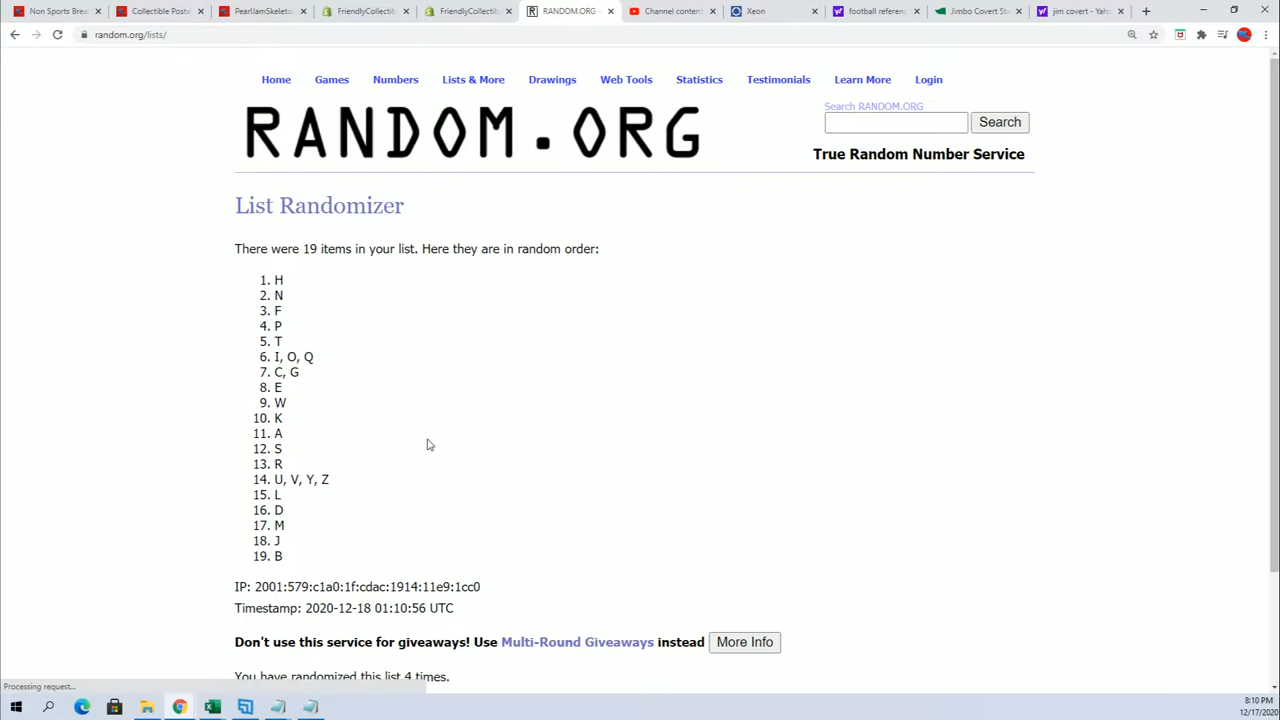 Non Sports Brea
Collectible Poste
PearlJamSkeleto
FriendlyCollectib
FriendlyCollectib
RANDOM.ORG
Channel content
Xeon
football referen
Jimbo Covert St
jim covert - Yaho
random.org/lists/
Home Games Numbers Lists & More Drawings Web Tools Statistics Testimonials Learn More Login
Search RANDOM.ORG
RANDOM.ORG
Search
True Random Number Service
List Randomizer
There were 19 items in your list. Here they are in random order:
1. H
2. N
3. F
4. P
5. T
6. I, O, Q
7. C, G
8. E
9. W
10. K
11. A
12. S
13. R
14. U, V, Y, Z
15. L
16. D
17. M
18. J
19. B
IP: 2001:579:c1a0:1f:cdac:1914:11e9:1cc0
Timestamp: 2020-12-18 01:10:56 UTC
Don't use this service for giveaways! Use Multi-Round Giveaways instead More Info
You have randomized this list 4 times.
Processing request...
8:10 PM
12/17/2020